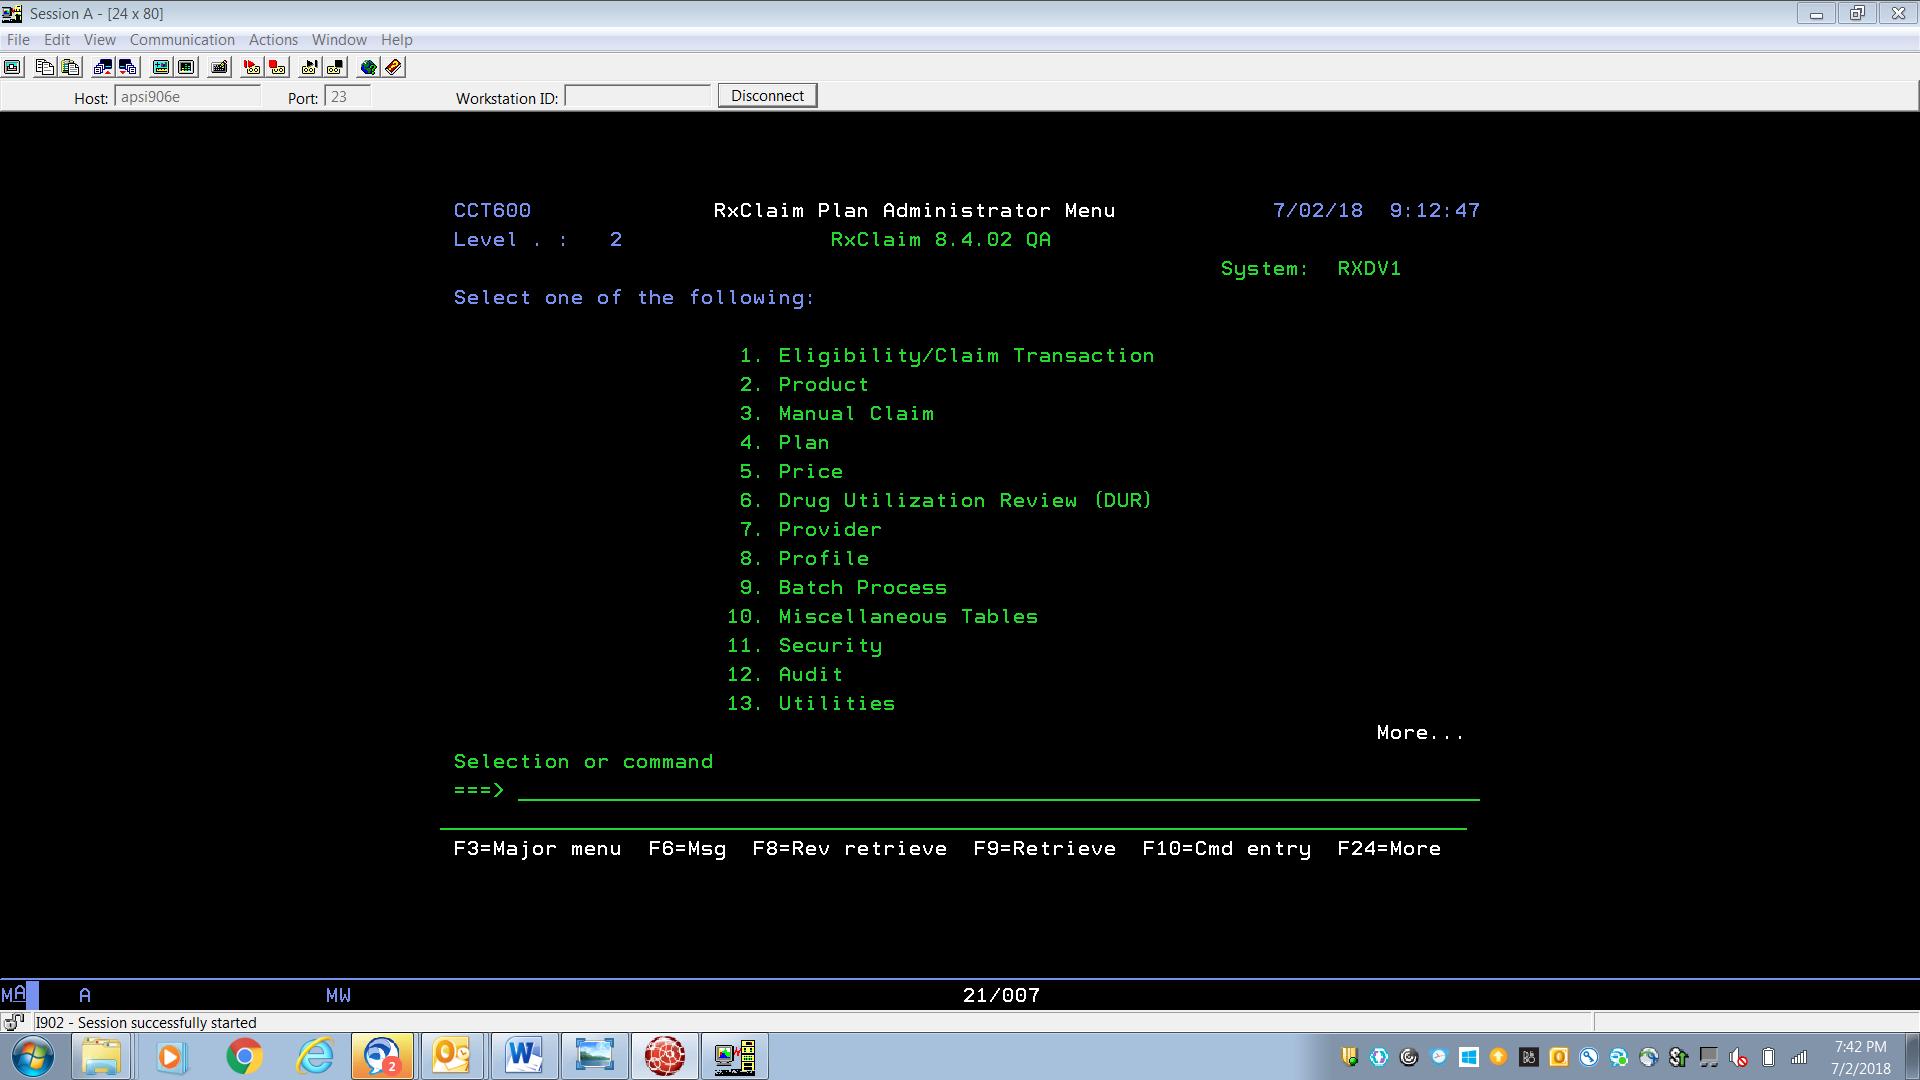 Session A - [24 x 80]
File Edit View Communication Actions Window Help
Host: apsi906e Port: 23 Workstation ID: Disconnect
CCT600 RxClaim Plan Administrator Menu 7/02/18 9:12:47
Level . : 2 RxClaim 8.4.02 QA
System: RXDV1
Select one of the following:
1. Eligibility/Claim Transaction
2. Product
3. Manual Claim
4. Plan
5. Price
6. Drug Utilization Review (DUR)
7. Provider
8. Profile
9. Batch Process
10. Miscellaneous Tables
11. Security
12. Audit
13. Utilities
More...
Selection or command
===>
F3=Major menu F6=Msg F8=Rev retrieve F9=Retrieve F10=Cmd entry F24=More
MA A MW 21/007
I902 - Session successfully started
2
7:42 PM
7/2/2018